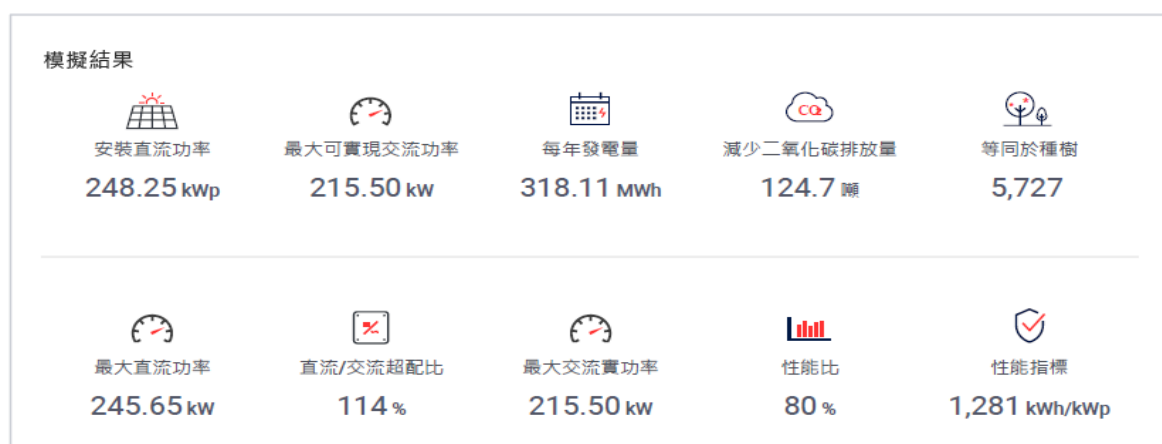 模擬結果
CO2
安裝直流功率 最大可實現交流功率 每年發電量 減少二氧化碳排放量 等同於種樹
248.25 kWp 215.50 kW 318.11 MWh 124.7 噸 5,727
最大直流功率 直流/交流超配比 最大交流實功率 性能比 性能指標
245.65 kW 114 % 215.50 kW 80 % 1,281 kWh/kWp